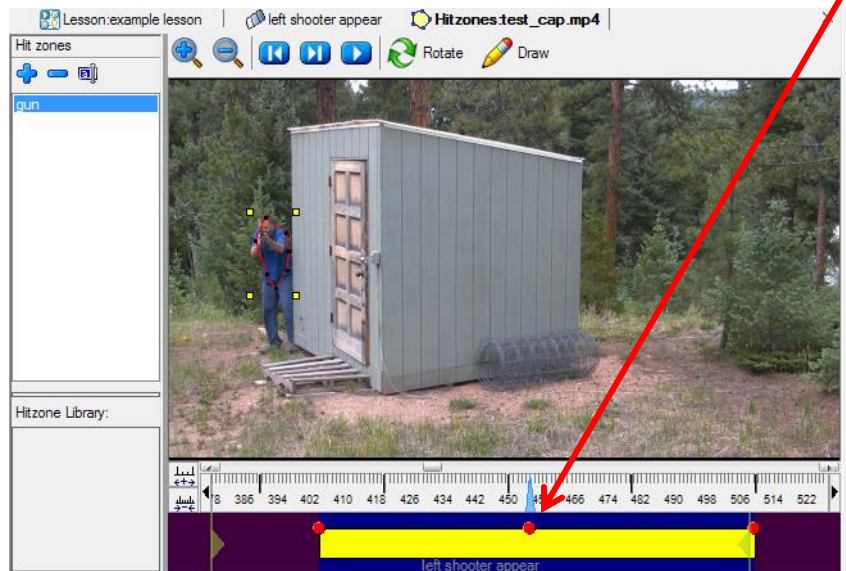 Lesson:example lesson
left shooter appear
Hitzones:test_cap.mp4
Hit zones
Rotate
Draw
gun
Hitzone Library:
78 386 394 402 410 418 426 434 442 450 466 474 482 490 498 506 514 522
left shooter appear